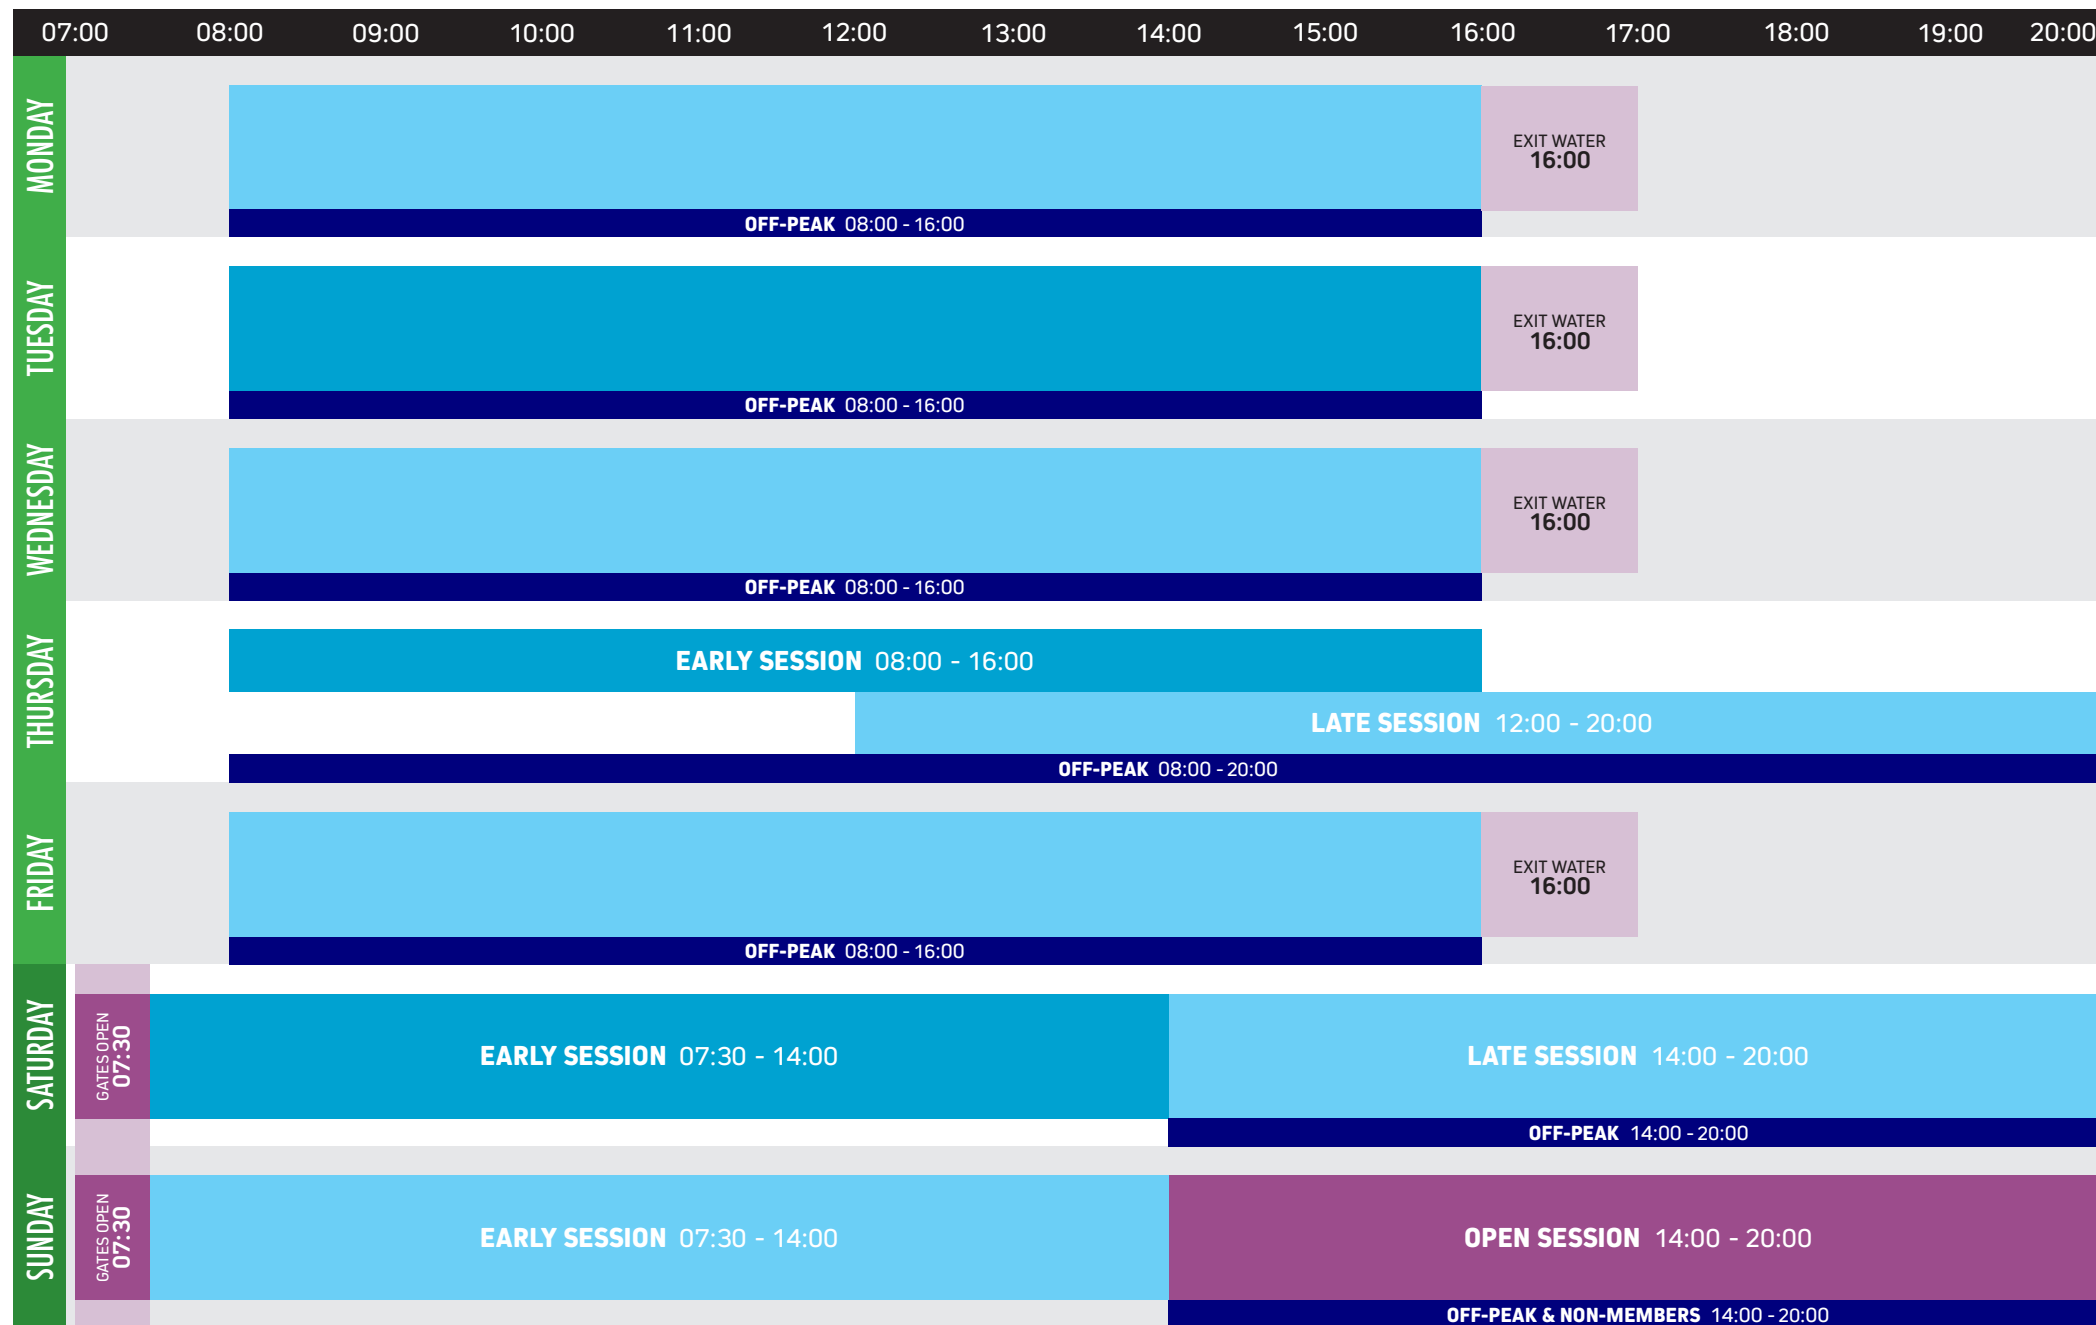 07:00 08:00 09:00 10:00 11:00 12:00 13:00 14:00 15:00 16:00 17:00 18:00 19:00 20:00
MONDAY
EXIT WATER
16:00
OFF-PEAK 08:00 - 16:00
TUESDAY
EXIT WATER
16:00
OFF-PEAK 08:00 - 16:00
WEDNESDAY
EXIT WATER
16:00
OFF-PEAK 08:00 - 16:00
THURSDAY
EARLY SESSION 08:00 - 16:00
LATE SESSION 12:00 - 20:00
OFF-PEAK 08:00 - 20:00
FRIDAY
EXIT WATER
16:00
OFF-PEAK 08:00 - 16:00
SATURDAY
GATES OPEN
07:30
EARLY SESSION 07:30 - 14:00
LATE SESSION 14:00 - 20:00
OFF-PEAK 14:00 - 20:00
SUNDAY
GATES OPEN
07:30
EARLY SESSION 07:30 - 14:00
OPEN SESSION 14:00 - 20:00
OFF-PEAK & NON-MEMBERS 14:00 - 20:00